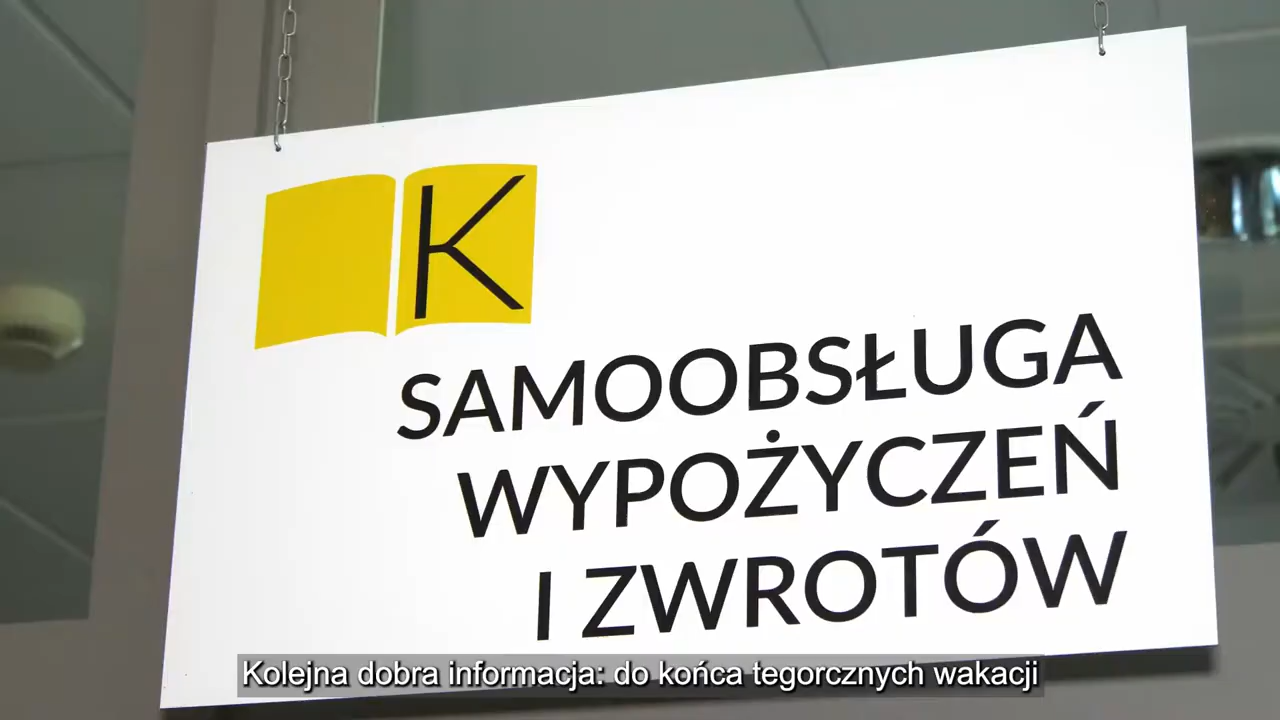 K
SAMOOBSŁUGA
WYPOŻYCZEŃ
I ZWROTÓW
Kolejna dobra informacja: do końca tegorcznych wakacji